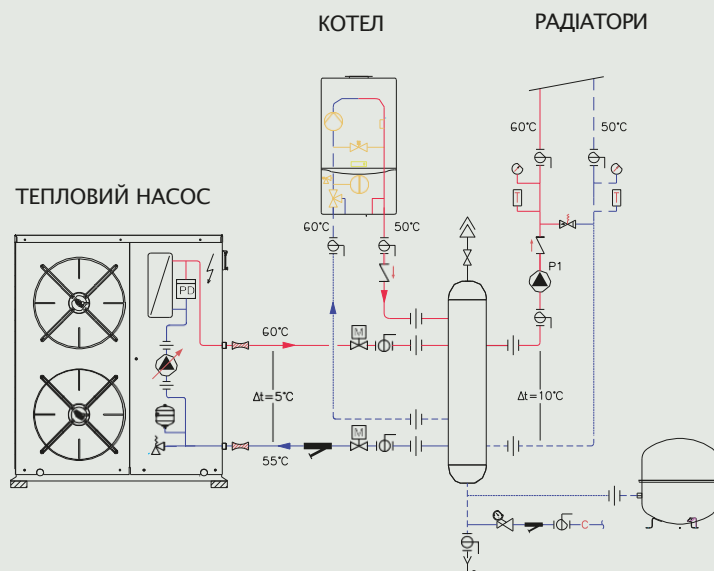 КОТЕЛ
РАДІАТОРИ
60°C
50°C
ТЕПЛОВИЙ НАСОС
T
T
60°C
50°C
PD
P1
60°C
M
Δt=5°C
Δt=10°C
M
55°C
C